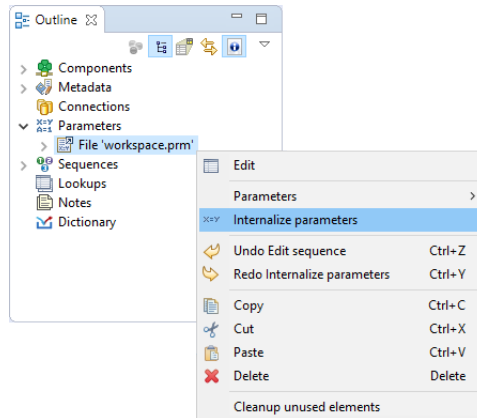 Outline
Components
Metadata
Connections
X=Y
A=1 Parameters
File 'workspace.prm'
Sequences
Lookups
Notes
Dictionary
Edit
Parameters
X=Y Internalize parameters
Undo Edit sequence Ctrl+Z
Redo Internalize parameters Ctrl+Y
Copy Ctrl+C
Cut Ctrl+X
Paste Ctrl+V
Delete Delete
Cleanup unused elements